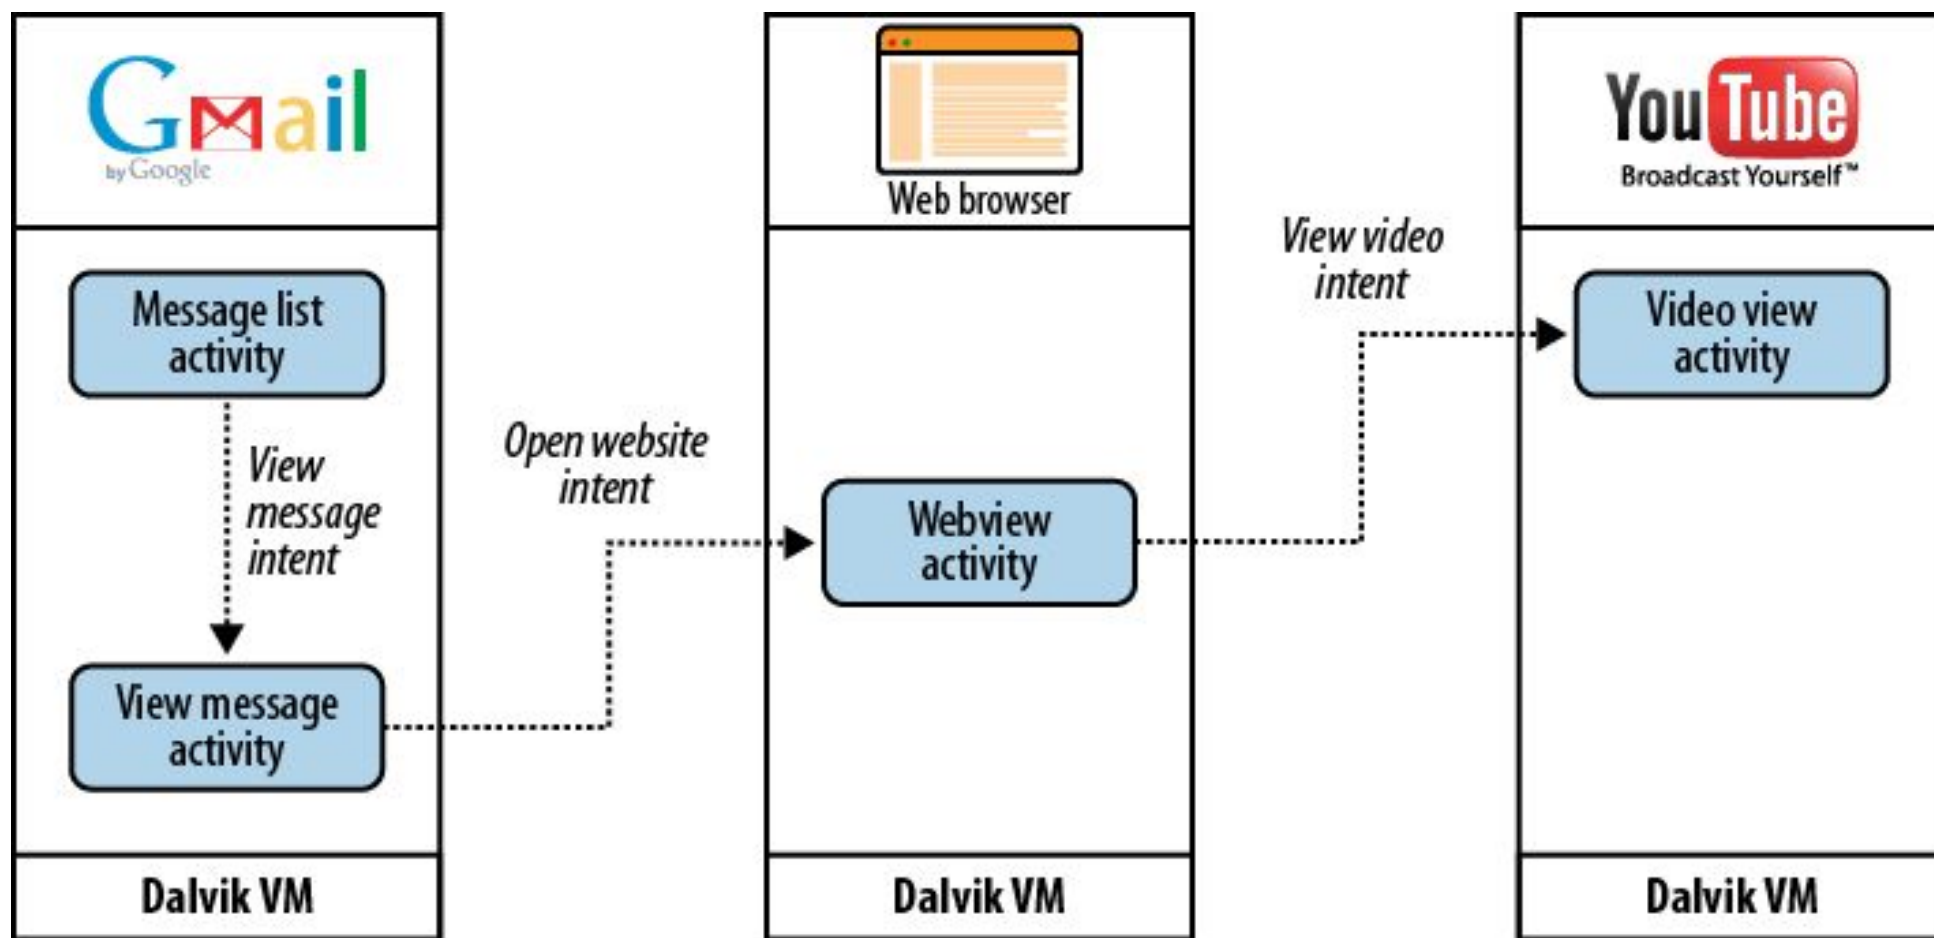 Gmail
by Google
Message list
activity
View
message
intent
View message
activity
Dalvik VM
Open website
intent
Web browser
Webview
activity
Dalvik VM
View video
intent
YouTube
Broadcast Yourself™
Video view
activity
Dalvik VM